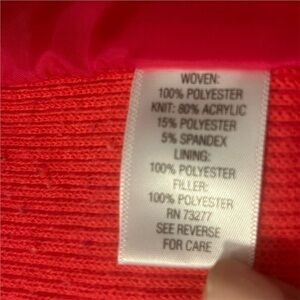 WOVEN:
100% POLYESTER
KNIT: 80% ACRYLIC
15% POLYESTER
5% SPANDEX
LINING:
100% POLYESTER
FILLER:
100% POLYESTER
RN 73277
SEE REVERSE
FOR CARE